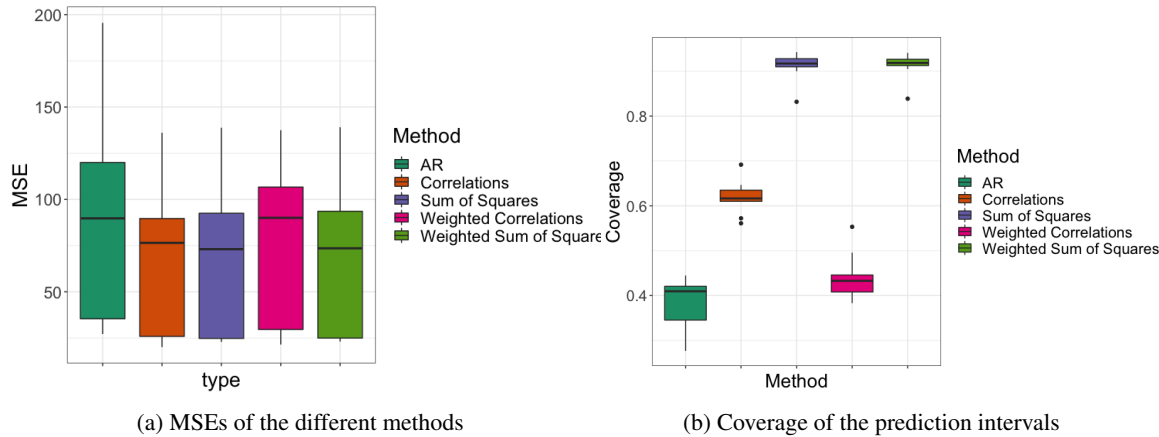 200
150
100
50
MSE
type
Method
AR
Correlations
Sum of Squares
Weighted Correlations
Weighted Sum of Square
(a) MSEs of the different methods
0.8
0.6
0.4
Coverage
Method
Method
AR
Correlations
Sum of Squares
Weighted Correlations
Weighted Sum of Squares
(b) Coverage of the prediction intervals